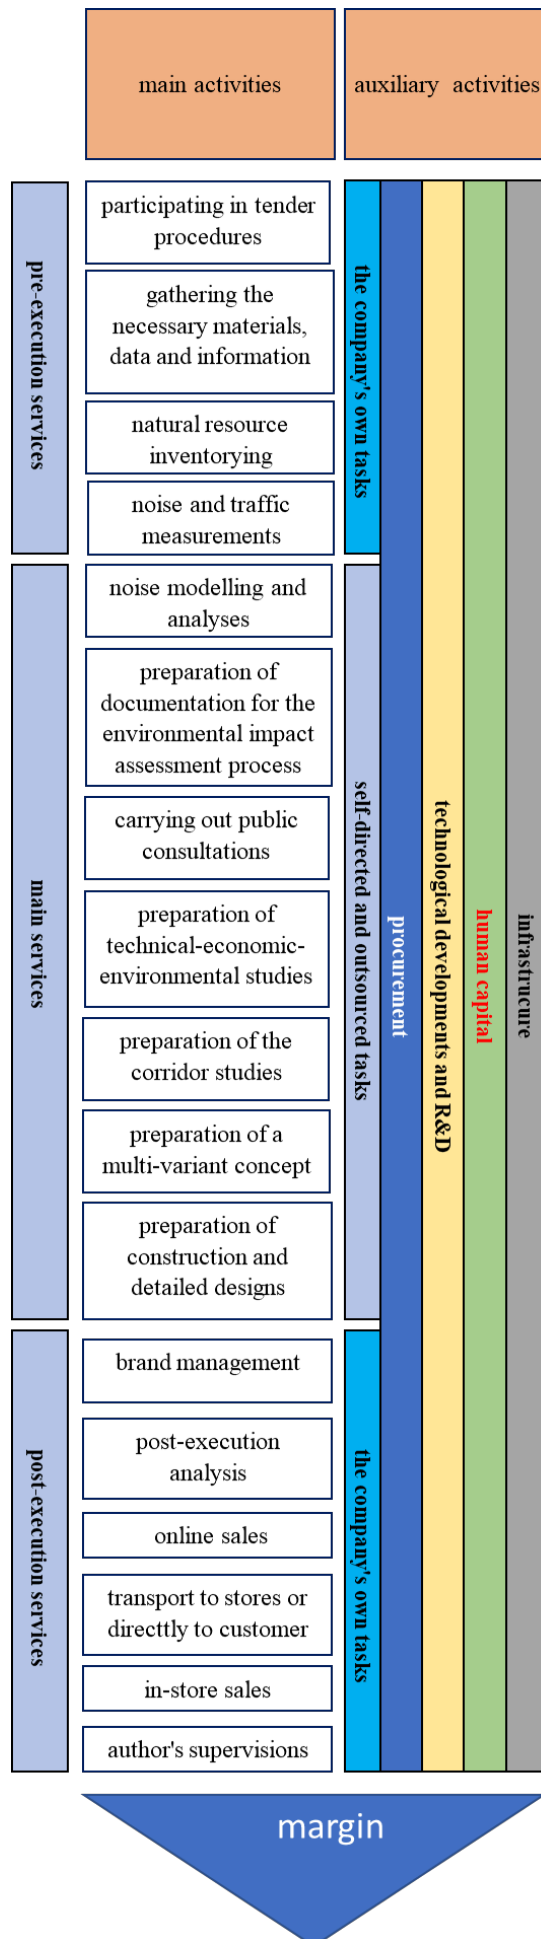 main activities
auxiliary activities
pre-execution services
participating in tender
procedures
gathering the
necessary materials,
data and information
natural resource
inventorying
noise and traffic
measurements
the company's own tasks
main services
noise modelling and
analyses
preparation of
documentation for the
environmental impact
assessment process
carrying out public
consultations
preparation of
technical-economic-
environmental studies
preparation of the
corridor studies
preparation of a
multi-variant concept
preparation of
construction and
detailed designs
self-directed and outsourced tasks
procurement
technological developments and R&D
human capital
infrastrucure
post-execution services
brand management
post-execution
analysis
online sales
transport to stores or
directtly to customer
in-store sales
author's supervisions
the company's own tasks
margin